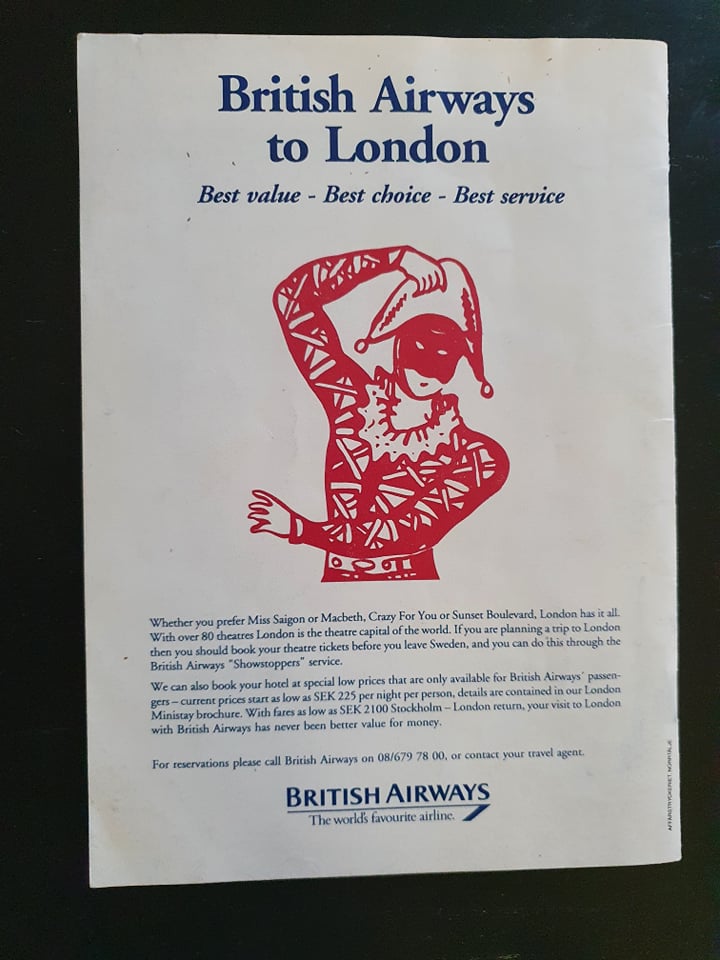 British Airways
to London
Best value - Best choice - Best service
Whether you prefer Miss Saigon or Macbeth, Crazy For You or Sunset Boulevard, London has it all.
With over 80 theatres London is the theatre capital of the world. If you are planning a trip to London
then you should book your theatre tickets before you leave Sweden, and you can do this through the
British Airways "Showstoppers" service.
We can also book your hotel at special low prices that are only available for British Airways' passen-
gers – current prices start as low as SEK 225 per night per person, details are contained in our London
Ministay brochure. With fares as low as SEK 2100 Stockholm – London return, your visit to London
with British Airways has never been better value for money.
For reservations please call British Airways on 08/679 78 00, or contact your travel agent.
BRITISH AIRWAYS
The world's favourite airline.
AFFÄRSTRYCKERIET, NORRTÄLJE